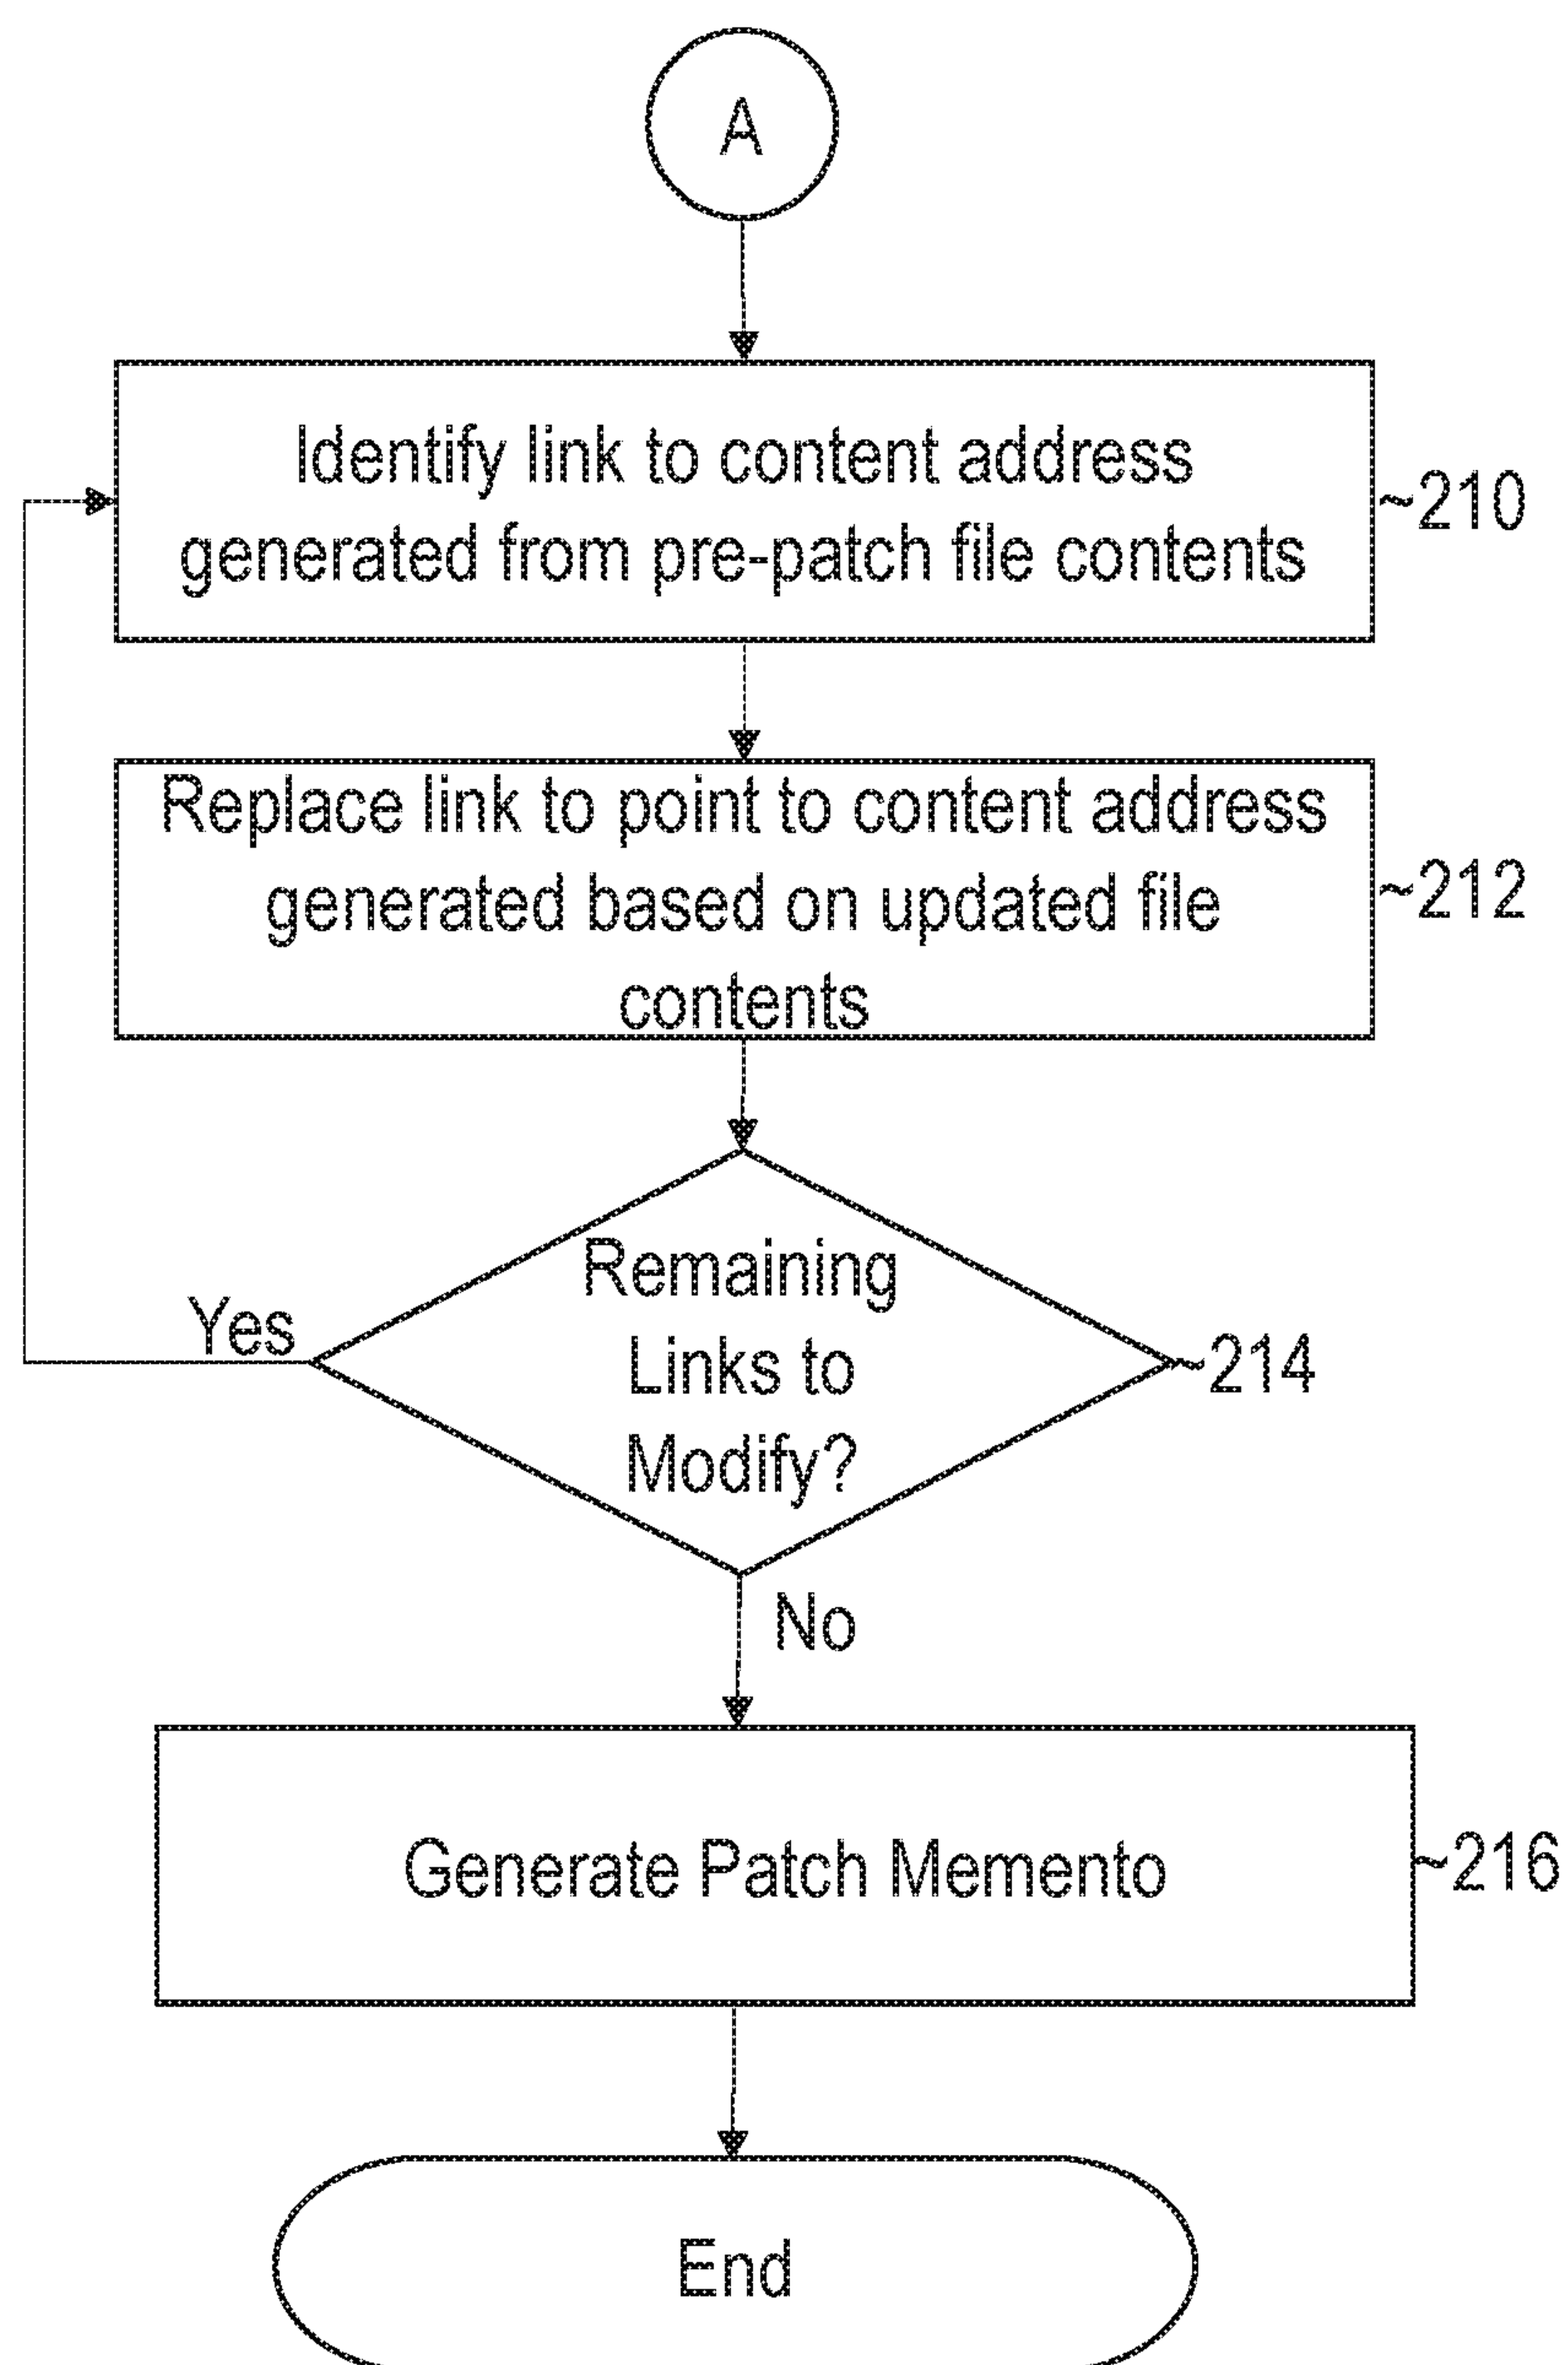 A
Identify link to content address
generated from pre-patch file contents
~210
Replace link to point to content address
generated based on updated file
contents
~212
Remaining
Links to
Modify?
~214
Yes
No
Generate Patch Memento
~216
End